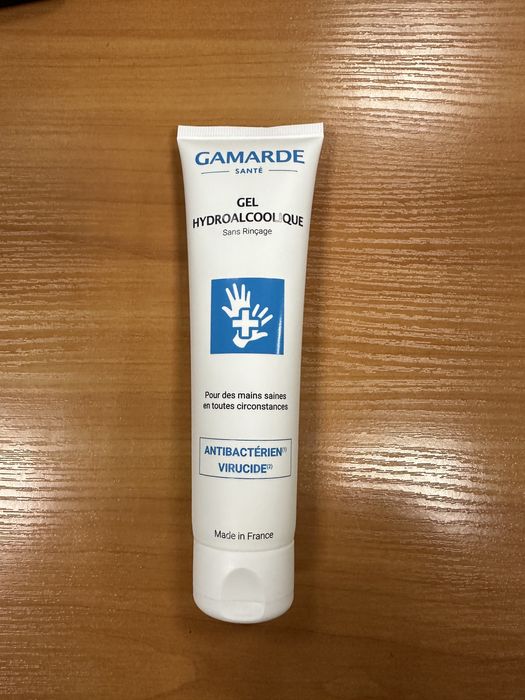 GAMARDE
SANTÉ
GEL
HYDROALCOOLIQUE
Sans Rinçage
Pour des mains saines
en toutes circonstances
ANTIBACTÉRIEN(1)
VIRUCIDE(2)
Made in France